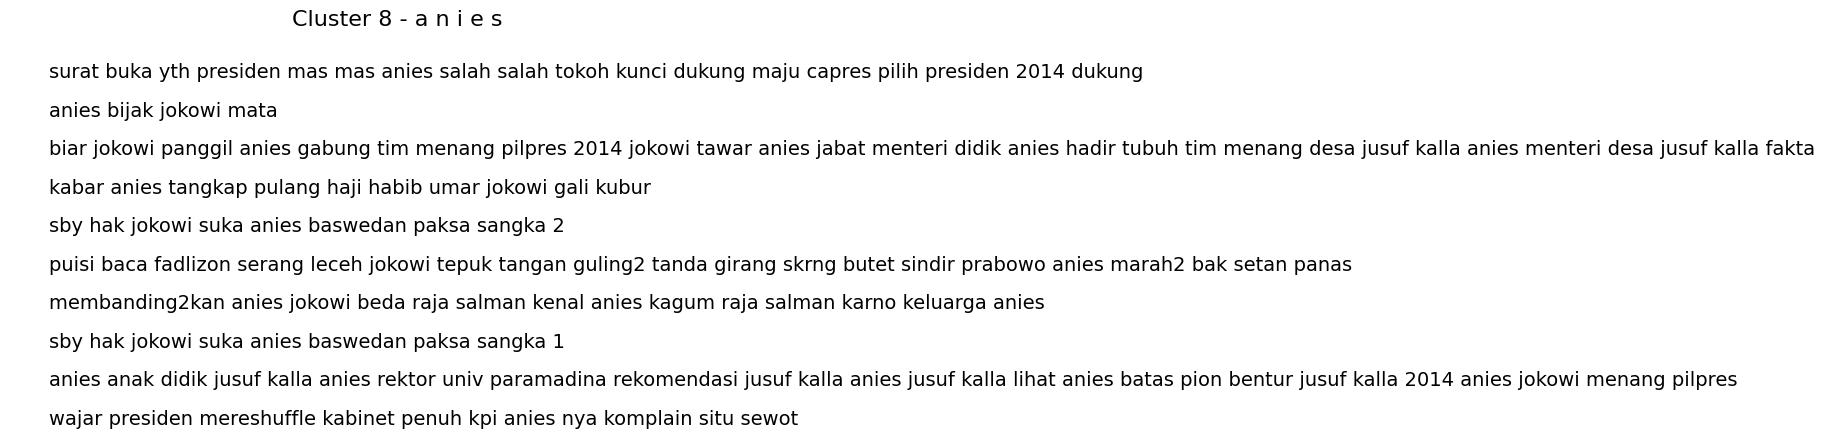 Cluster 8 - a n i e s
surat buka yth presiden mas mas anies salah salah tokoh kunci dukung maju capres pilih presiden 2014 dukung
anies bijak jokowi mata
biar jokowi panggil anies gabung tim menang pilpres 2014 jokowi tawar anies jabat menteri didik anies hadir tubuh tim menang desa jusuf kalla anies menteri desa jusuf kalla fakta
kabar anies tangkap pulang haji habib umar jokowi gali kubur
sby hak jokowi suka anies baswedan paksa sangka 2
puisi baca fadlizon serang leceh jokowi tepuk tangan guling2 tanda girang skrng butet sindir prabowo anies marah2 bak setan panas
membanding2kan anies jokowi beda raja salman kenal anies kagum raja salman karno keluarga anies
sby hak jokowi suka anies baswedan paksa sangka 1
anies anak didik jusuf kalla anies rektor univ paramadina rekomendasi jusuf kalla anies jusuf kalla lihat anies batas pion bentur jusuf kalla 2014 anies jokowi menang pilpres
wajar presiden mereshuffle kabinet penuh kpi anies nya komplain situ sewot